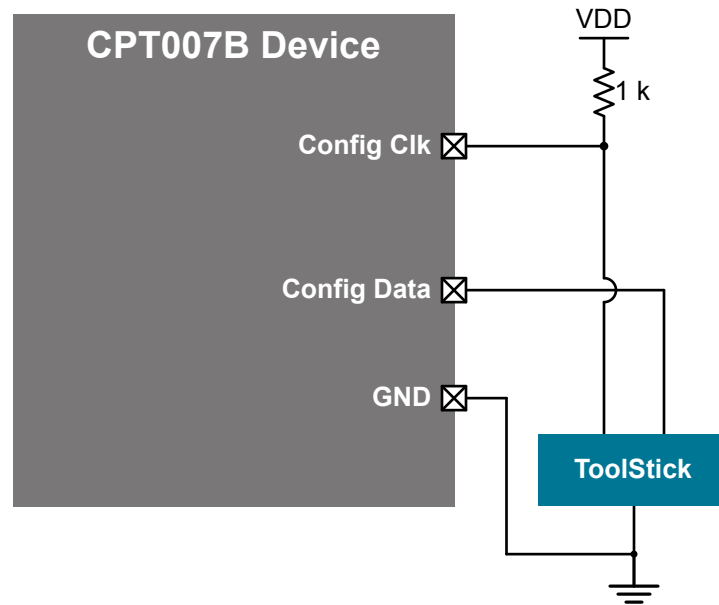 VDD
CPT007B Device
1 k
Config Clk
Config Data
GND
ToolStick